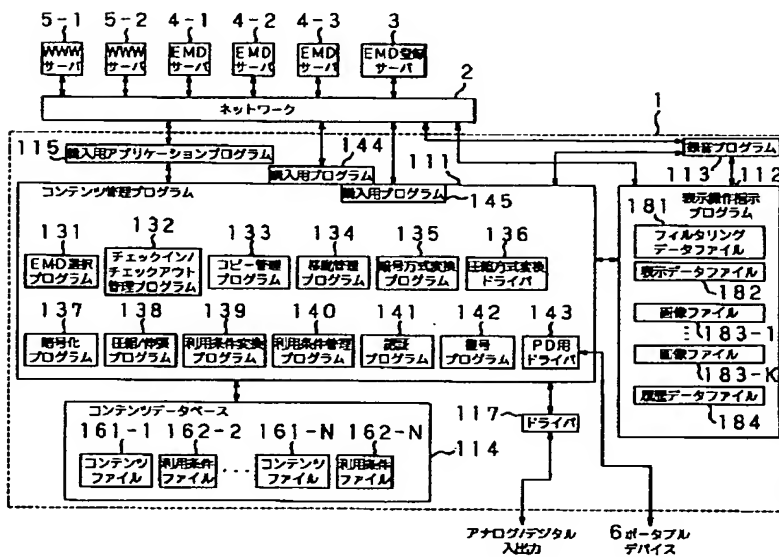 5-1 5-2 4-1 4-2 4-3 3
WWW サーバ
WWW サーバ
EMD サーバ
EMD サーバ
EMD サーバ
EMD登録 サーバ
2
ネットワーク
1
115
購入用アプリケーションプログラム
144
購入用プログラム
111
購入用プログラム
145
録音プログラム
113
112
コンテンツ管理プログラム
131
EMD選択
プログラム
132
チェックイン/
チェックアウト
管理プログラム
133
コピー管理
プログラム
134
移動管理
プログラム
135
暗号方式変換
プログラム
136
圧縮方式変換
ドライバ
137
暗号化
プログラム
138
圧縮/伸張
プログラム
139
利用条件変換
プログラム
140
利用条件管理
プログラム
141
認証
プログラム
142
復号
プログラム
143
PD用
ドライバ
表示操作指示
プログラム
181
フィルタリング
データファイル
表示データファイル
182
画像ファイル
183-1
画像ファイル
183-K
履歴データファイル
184
コンテンツデータベース
161-1 162-2 161-N 162-N
コンテンツ
ファイル
利用条件
ファイル
コンテンツ
ファイル
利用条件
ファイル
114
117
ドライバ
アナログ/デジタル
入出力
6 ポータブル
デバイス